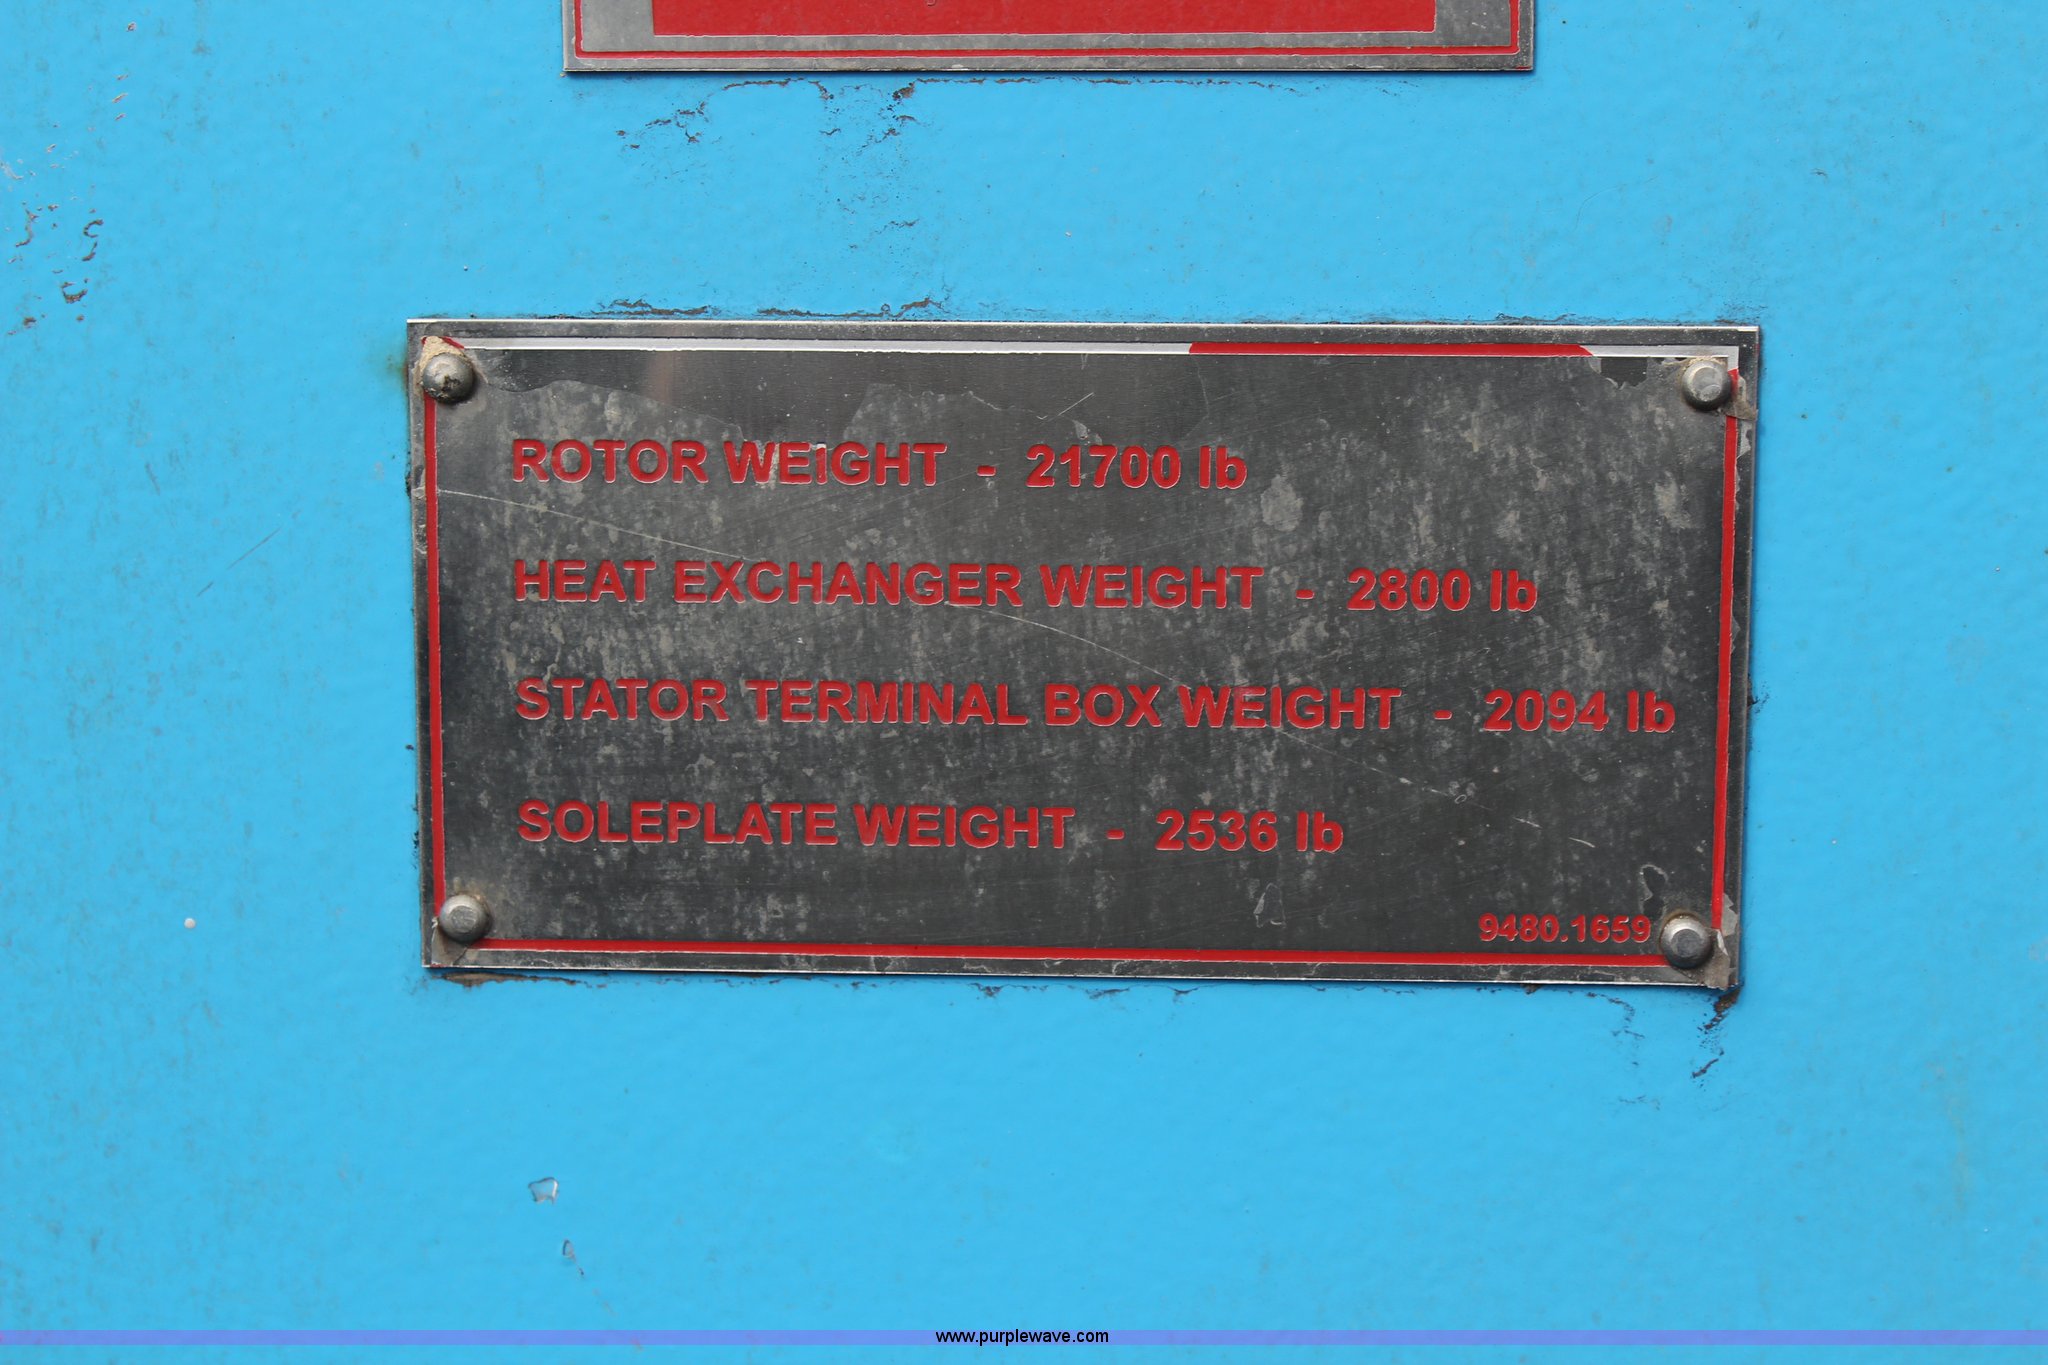 ROTOR WEIGHT - 21700 lb
HEAT EXCHANGER WEIGHT - 2800 lb
STATOR TERMINAL BOX WEIGHT - 2094 lb
SOLEPLATE WEIGHT - 2536 lb
9480.1659
www.purplewave.com